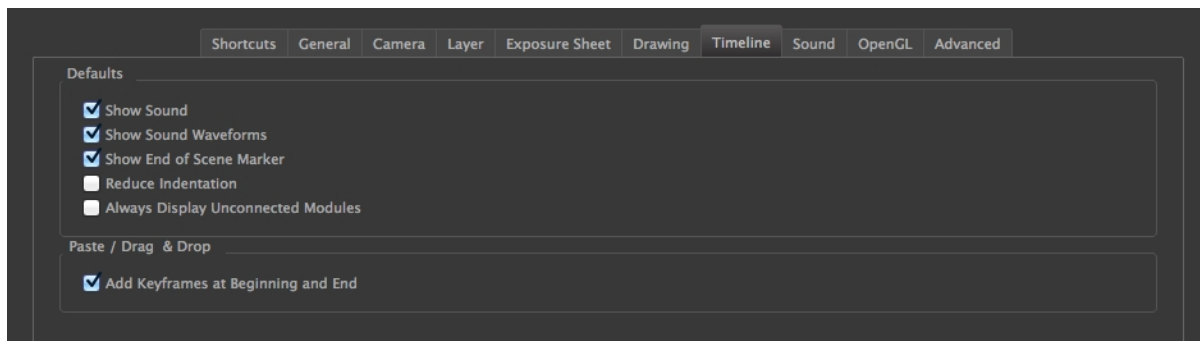 Shortcuts General Camera Layer Exposure Sheet Drawing Timeline Sound OpenGL Advanced
Defaults
Show Sound
Show Sound Waveforms
Show End of Scene Marker
Reduce Indentation
Always Display Unconnected Modules
Paste / Drag & Drop
Add Keyframes at Beginning and End